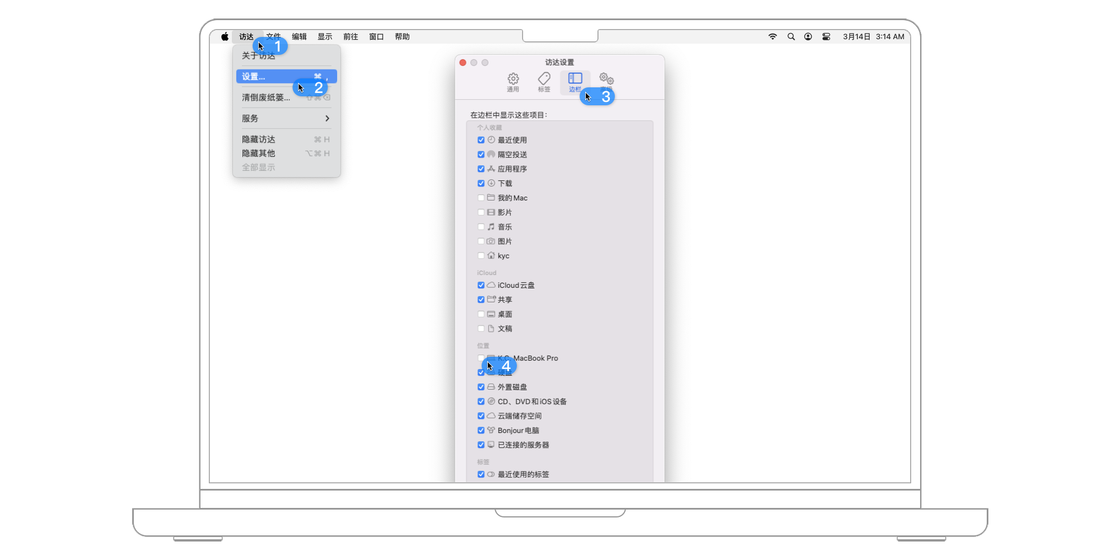 访达 文件 编辑 显示 前往 窗口 帮助 3月14日 3:14 AM
1
关于访达
设置... ⌘ ,
2
清倒废纸篓...
服务
隐藏访达 ⌘ H
隐藏其他 ⌥ ⌘ H
全部显示
访达设置
通用 标签 边栏
3
在边栏中显示这些项目:
个人收藏
最近使用
隔空投送
应用程序
下载
我的 Mac
影片
音乐
图片
kyc
iCloud
iCloud云盘
共享
桌面
文稿
位置
MacBook Pro
4
外置磁盘
CD、DVD 和 iOS 设备
云端储存空间
Bonjour 电脑
已连接的服务器
标签
最近使用的标签